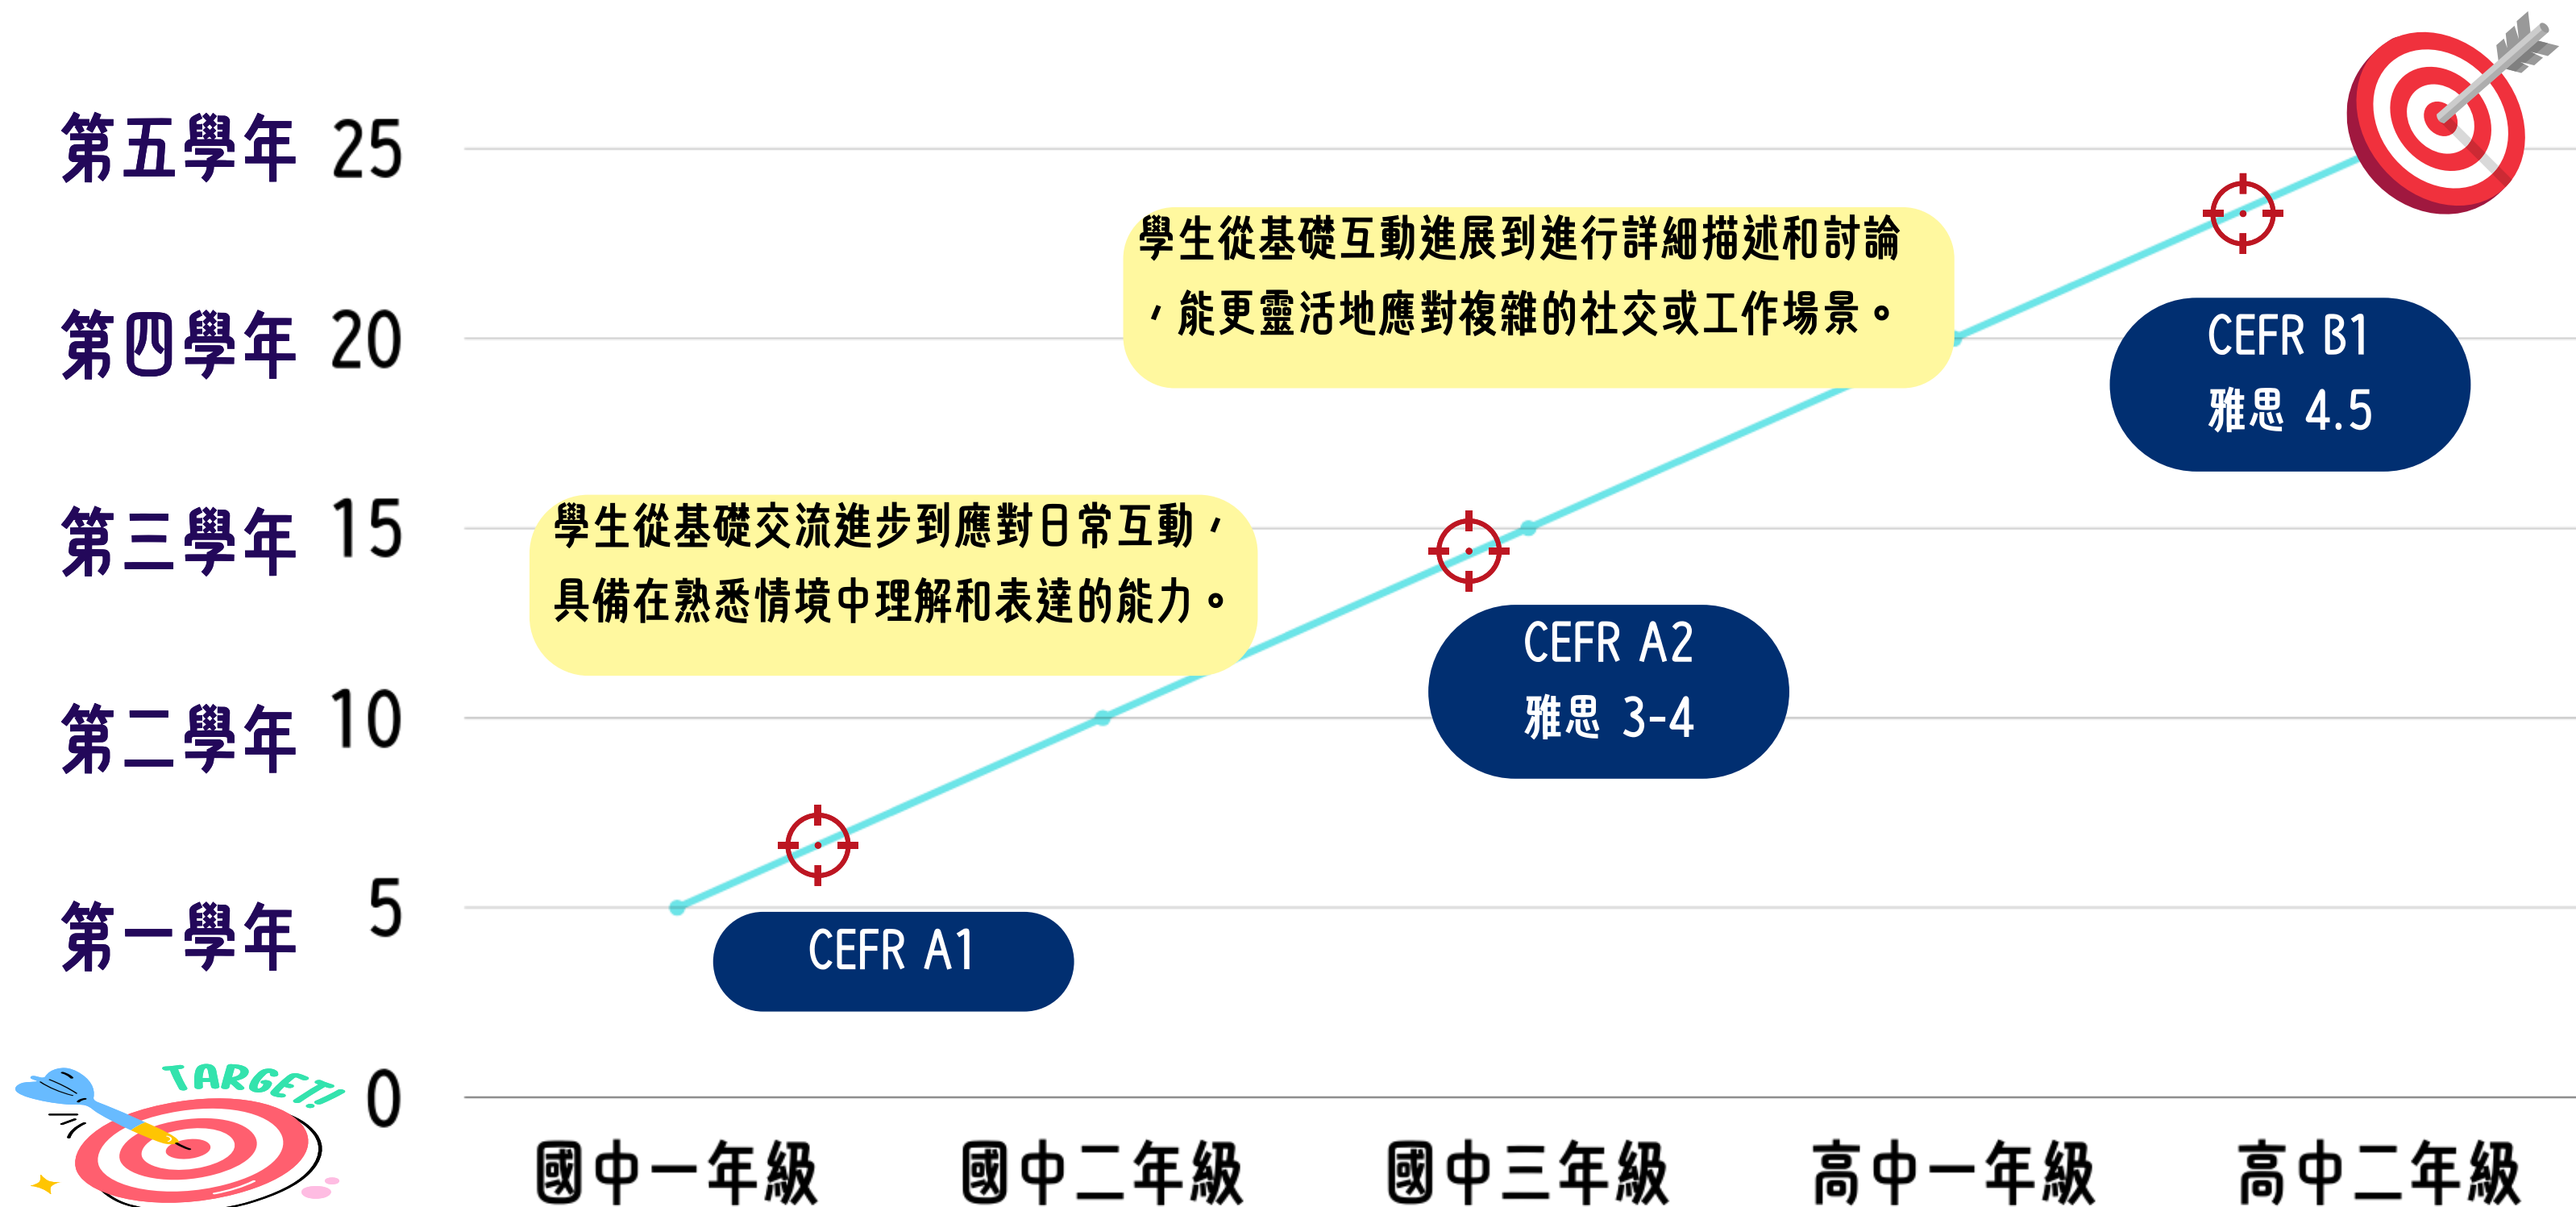 第五學年 25
學生從基礎互動進展到進行詳細描述和討論
，能更靈活地應對複雜的社交或工作場景。
第四學年 20
CEFR B1
雅思 4.5
第三學年 15
學生從基礎交流進步到應對日常互動，
具備在熟悉情境中理解和表達的能力。
CEFR A2
雅思 3-4
第二學年 10
第一學年 5
CEFR A1
TARGET!
0
國中一年級 國中二年級 國中三年級 高中一年級 高中二年級